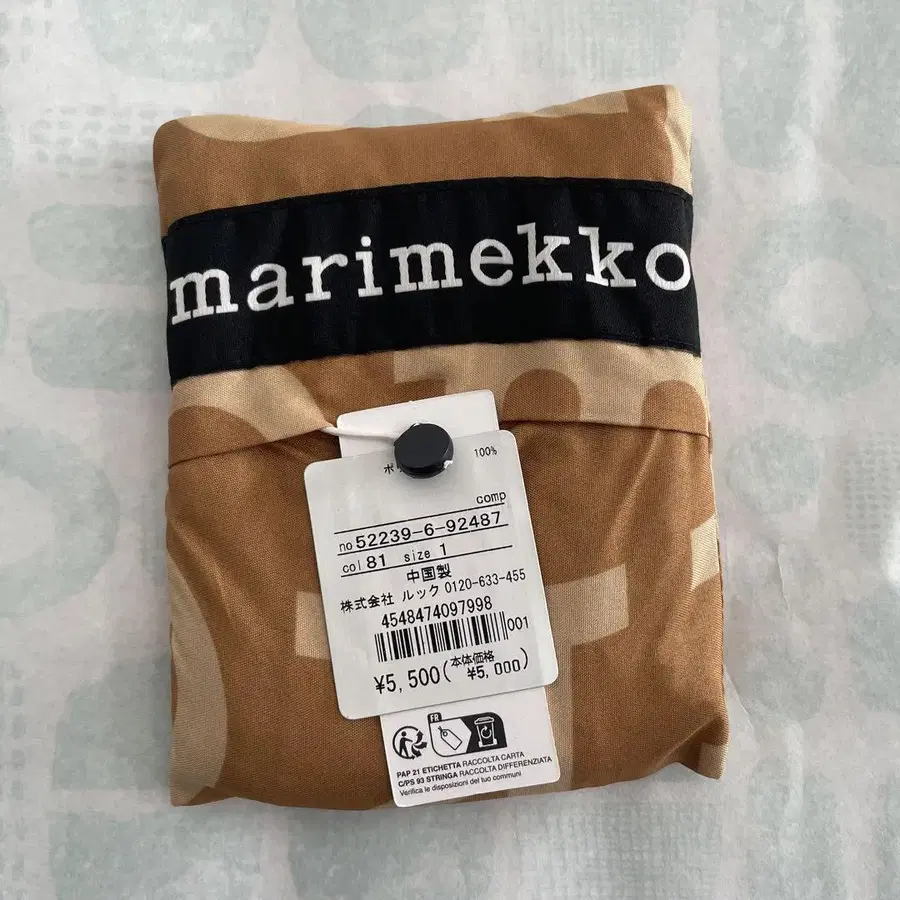 marimekko
100%
comp
no 52239-6-92487
col 81 size 1
中国製
株式会社 ルック 0120-633-455
4548474097998
001
¥5,500(本体価格 ¥5,000)
FR
PAP 21 ETICHETTA RACCOLTA CARTA
C/PS 93 STRINGA RACCOLTA DIFFERENZIATA
Verifica le disposizioni del tuo comuni